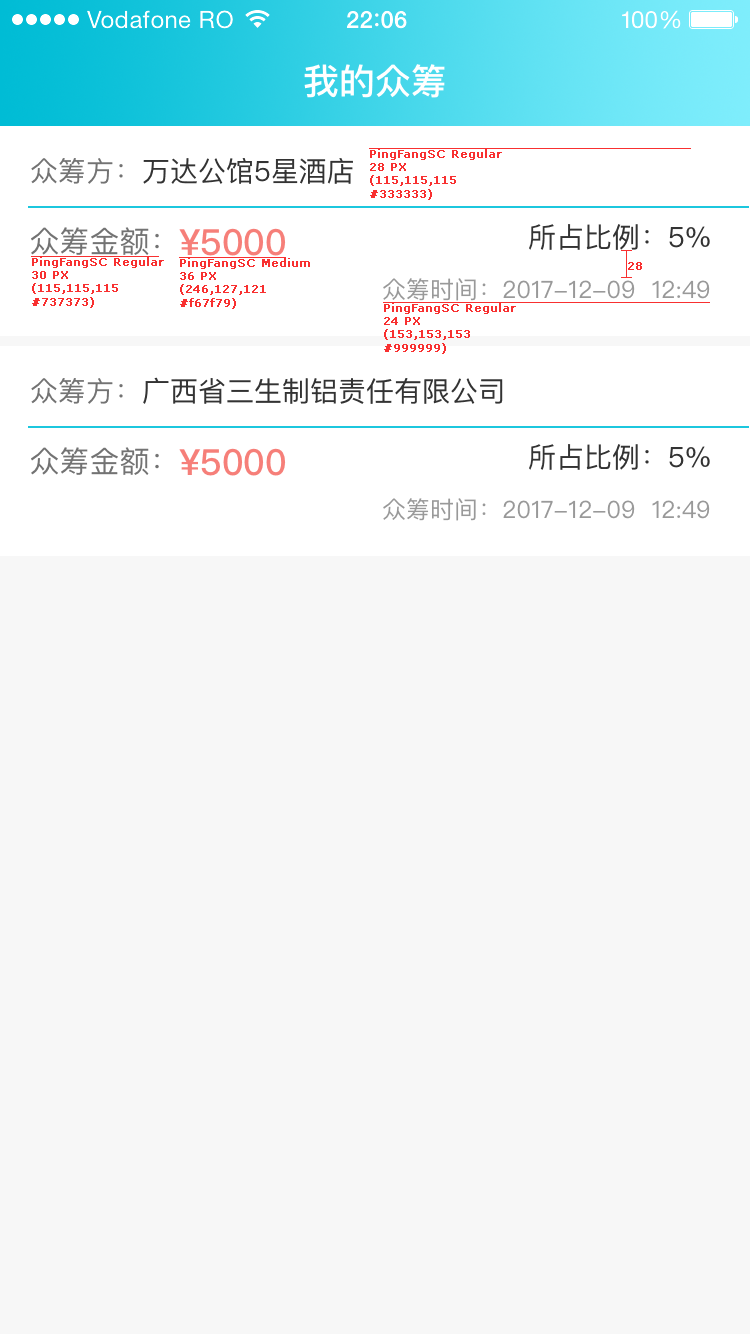 Vodafone RO 22:06 100%
我的众筹
众筹方：万达公馆5星酒店
PingFangSC Regular
28 PX
(115,115,115
#333333)
众筹金额：¥5000
所占比例：5%
PingFangSC Regular
30 PX
(115,115,115
#737373)
PingFangSC Medium
36 PX
(246,127,121
#f67f79)
28
众筹时间：2017-12-09 12:49
PingFangSC Regular
24 PX
(153,153,153
#999999)
众筹方：广西省三生制铝责任有限公司
众筹金额：¥5000
所占比例：5%
众筹时间：2017-12-09 12:49